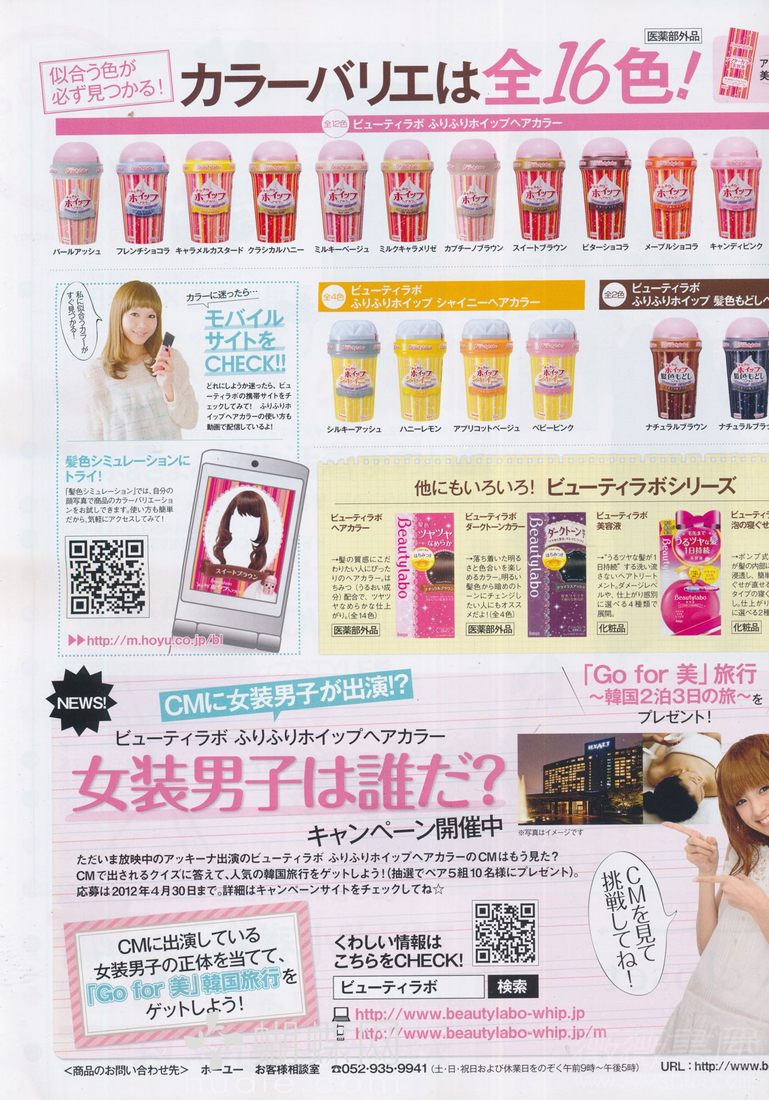 医薬部外品
似合う色が
必ず見つかる!
カラーバリエは全16色!
全12色 ビューティラボ ふりふりホイップヘアカラー
パールアッシュ
フレンチショコラ
キャラメルカスタード
クラシカルハニー
ミルキーベージュ
ミルクキャラメリゼ
カプチーノブラウン
スイートブラウン
ビターショコラ
メープルショコラ
キャンディピンク
私に似合うカラーが
すぐ見つかる!
カラーに迷ったら…
モバイル
サイトを
CHECK!!
どれにしようか迷ったら、ビュ
ーティラボの携帯サイトをチ
ェックしてみて! ふりふりホ
イップヘアカラーの使い方も
動画で配信しているよ!
髪色シミュレーションに
トライ!
「髪色シミュレーション」では、自分の
顔写真で商品のカラーバリエーショ
ンをお試しできます。使い方も簡単
だから、気軽にアクセスしてみて!
スイートブラウン
▶▶http://m.hoyu.co.jp/bl
全4色 ビューティラボ
ふりふりホイップ シャイニーヘアカラー
シルキーアッシュ
ハニーレモン
アプリコットベージュ
ベビーピンク
全2色 ビューティラボ
ふりふりホイップ 髪色もどしヘ
ナチュラルブラウン
ナチュラルブラ
他にもいろいろ! ビューティラボシリーズ
ビューティラボ
ヘアカラー
→髪の質感にこだ
わりたい人にぴった
りのヘアカラー。は
ちみつ(うるおい成
分)配合で、ツヤツ
ヤなめらかな仕上
がり。(全14色)
医薬部外品
ツヤツヤ
なめらか
Beautylabo
ビューティラボ
ダークトーンカラー
→落ち着いた明る
さと色合いを楽し
めるカラー。明るい
髪色から暗めのト
ーンにチェンジし
たい人にもオススメ
だよ!(全4色)
医薬部外品
ダークトーン
Beautylabo
ビューティラボ
美容液
→“うるツヤな髪が1
日持続”する洗い流
さないヘアトリート
メント。ダメージレベ
ルや、仕上がり感別
に選べる4種類で
展開。
化粧品
うるツヤな髪
1日持続
Beautylabo
ビューティラ
泡の寝ぐせ
→ポンプ式
髪の内部
浸透し、簡単
ぐせが直せる
タイプの寝ぐ
し。仕上がり
に選べる2種
化粧品
NEWS!
CMに女装男子が出演!?
ビューティラボ ふりふりホイップヘアカラー
女装男子は誰だ?
キャンペーン開催中
「Go for 美」旅行
～韓国2泊3日の旅～を
プレゼント!
HYATT
※写真はイメージです
ただいま放映中のアッキーナ出演のビューティラボ ふりふりホイップヘアカラーのCMはもう見た?
CMで出されるクイズに答えて、人気の韓国旅行をゲットしよう!(抽選でペア5組10名様にプレゼント)。
応募は2012年4月30日まで。詳細はキャンペーンサイトをチェックしてね☆
CMを見て
挑戦してね!
CMに出演している
女装男子の正体を当てて、
「Go for 美」韓国旅行を
ゲットしよう!
くわしい情報は
こちらをCHECK!
ビューティラボ 検索
http://www.beautylabo-whip.jp
http://www.beautylabo-whip.jp/m
<商品のお問い合わせ先> ホーユー お客様相談室 ☎052-935-9941(土・日・祝日および休業日をのぞく午前9時～午後5時) URL：http://www.b